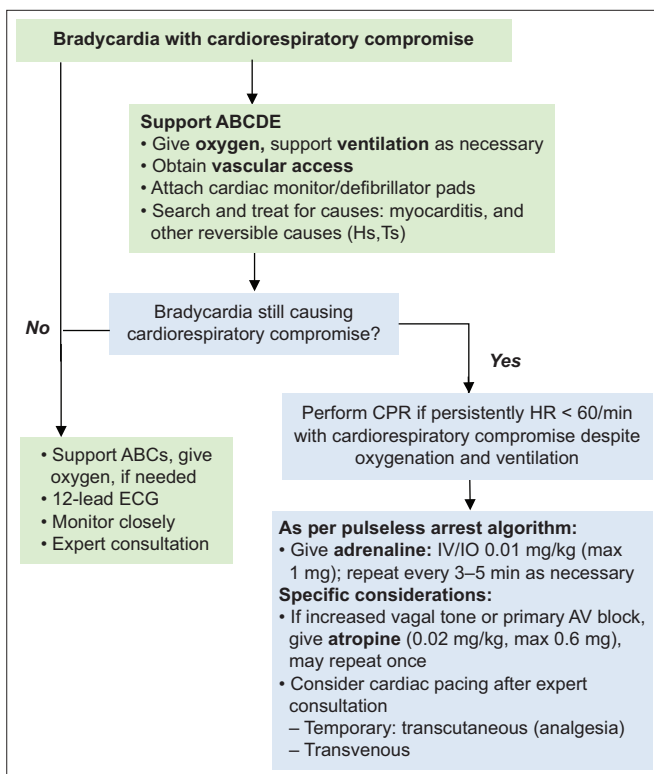 Bradycardia with cardiorespiratory compromise
Support ABCDE
• Give oxygen, support ventilation as necessary
• Obtain vascular access
• Attach cardiac monitor/defibrillator pads
• Search and treat for causes: myocarditis, and
other reversible causes (Hs,Ts)
Bradycardia still causing
cardiorespiratory compromise?
No
Yes
Perform CPR if persistently HR < 60/min
with cardiorespiratory compromise despite
oxygenation and ventilation
• Support ABCs, give
oxygen, if needed
• 12-lead ECG
• Monitor closely
• Expert consultation
As per pulseless arrest algorithm:
• Give adrenaline: IV/IO 0.01 mg/kg (max
1 mg); repeat every 3–5 min as necessary
Specific considerations:
• If increased vagal tone or primary AV block,
give atropine (0.02 mg/kg, max 0.6 mg),
may repeat once
• Consider cardiac pacing after expert
consultation
– Temporary: transcutaneous (analgesia)
– Transvenous